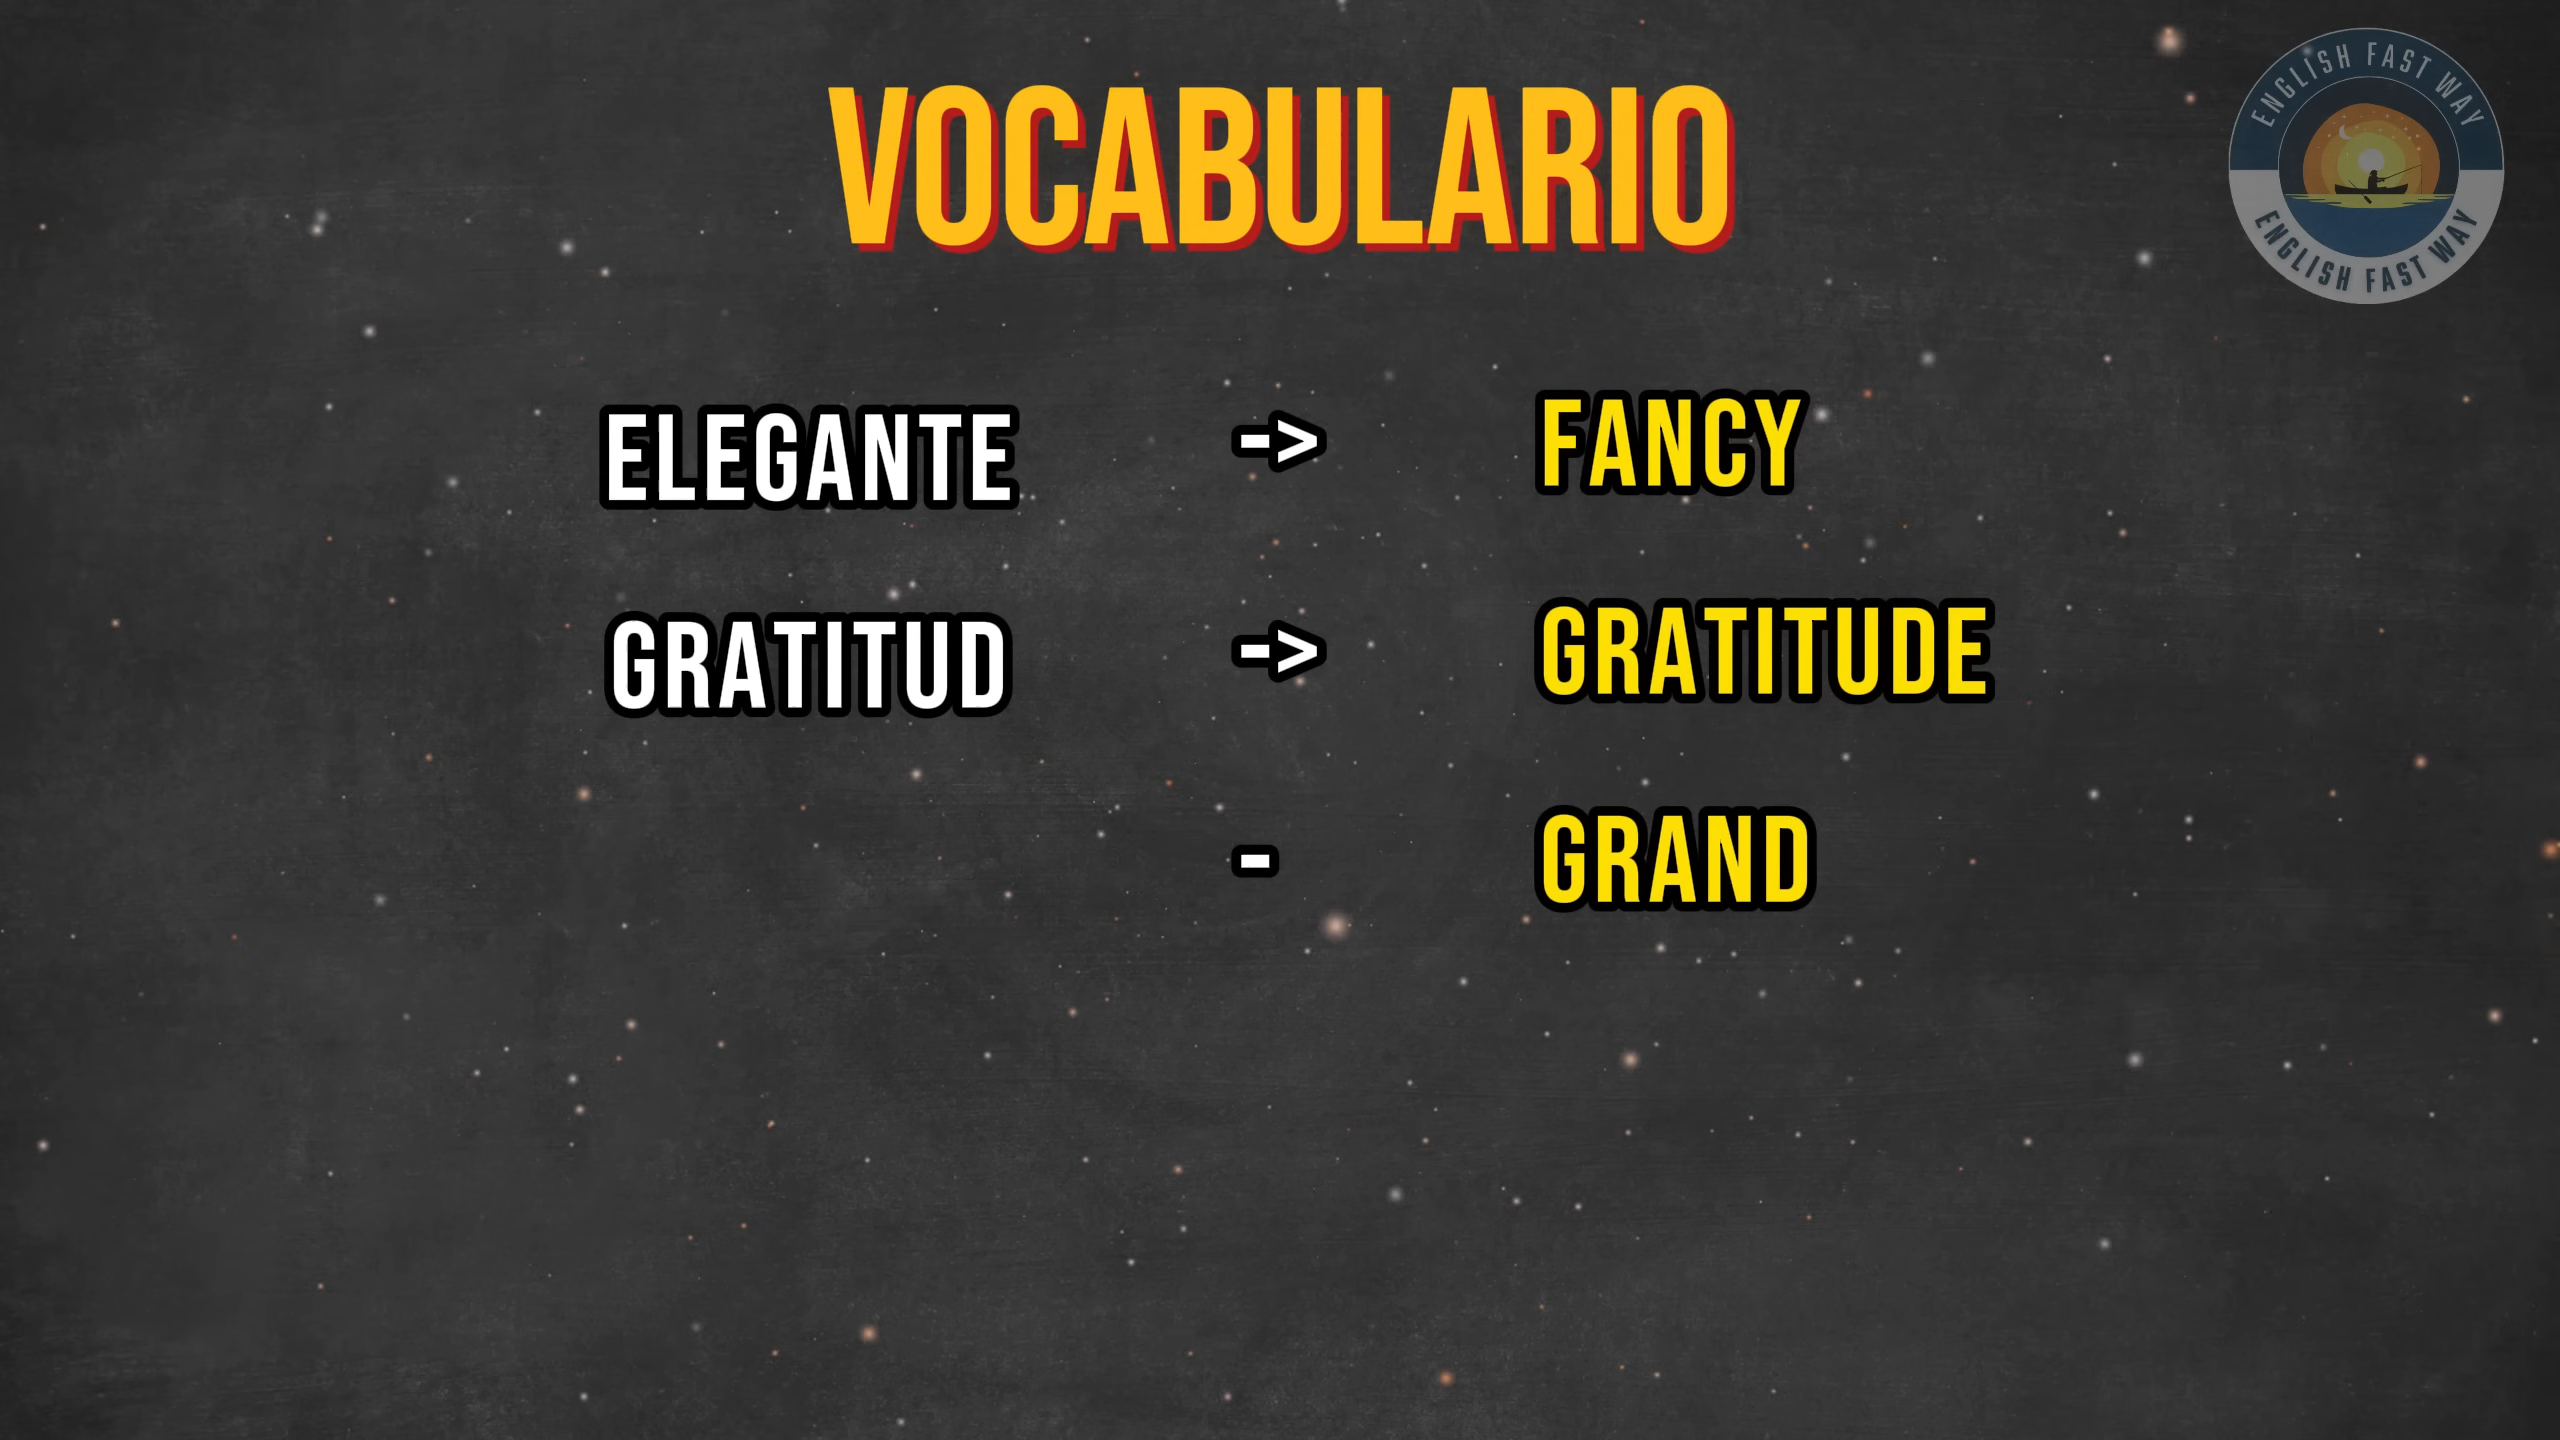 VOCABULARIO
ENGLISH FAST WAY
ENGLISH FAST WAY
ELEGANTE -> FANCY
GRATITUD -> GRATITUDE
- GRAND